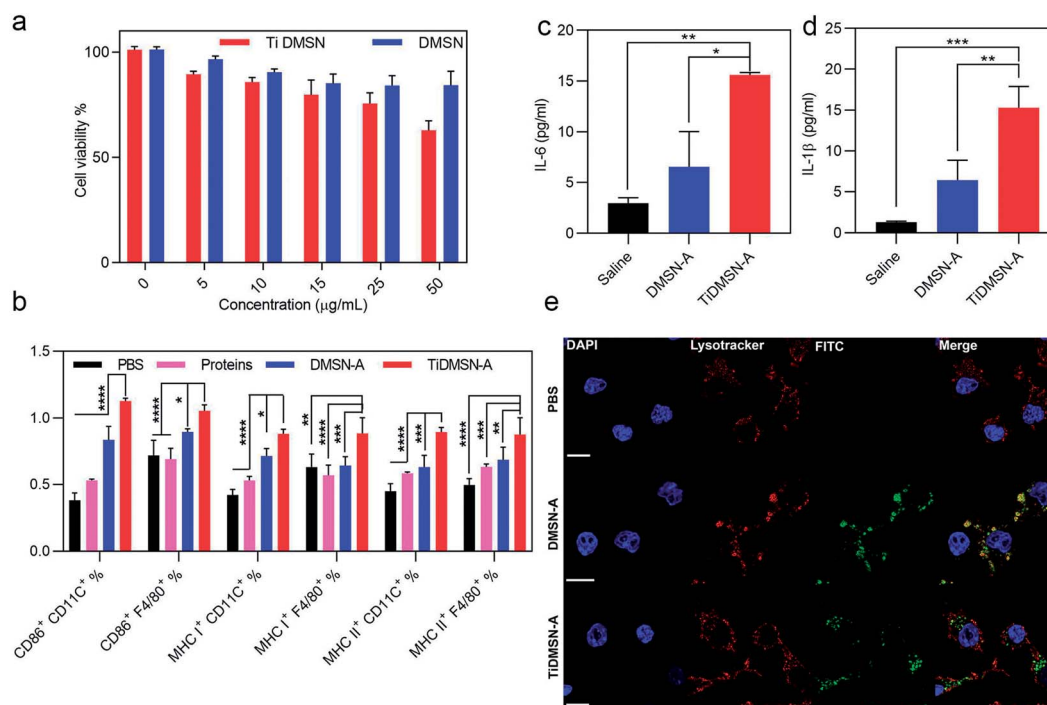 a
Ti DMSN
DMSN
100
50
0
Cell viability %
0
5
10
15
25
50
Concentration (μg/mL)
b
PBS
Proteins
DMSN-A
TiDMSN-A
1.5
1.0
0.5
0.0
****
****
*
****
*
**
****
***
****
***
****
***
**
CD86⁺ CD11C⁺ %
CD86⁺ F4/80⁺ %
MHC I⁺ CD11C⁺ %
MHC I⁺ F4/80⁺ %
MHC II⁺ CD11C⁺ %
MHC II⁺ F4/80⁺ %
c
20
15
10
5
0
IL-6 (pg/ml)
**
*
Saline
DMSN-A
TiDMSN-A
d
25
20
15
10
5
0
IL-1β (pg/ml)
***
**
Saline
DMSN-A
TiDMSN-A
e
DAPI
Lysotracker
FITC
Merge
PBS
DMSN-A
TiDMSN-A